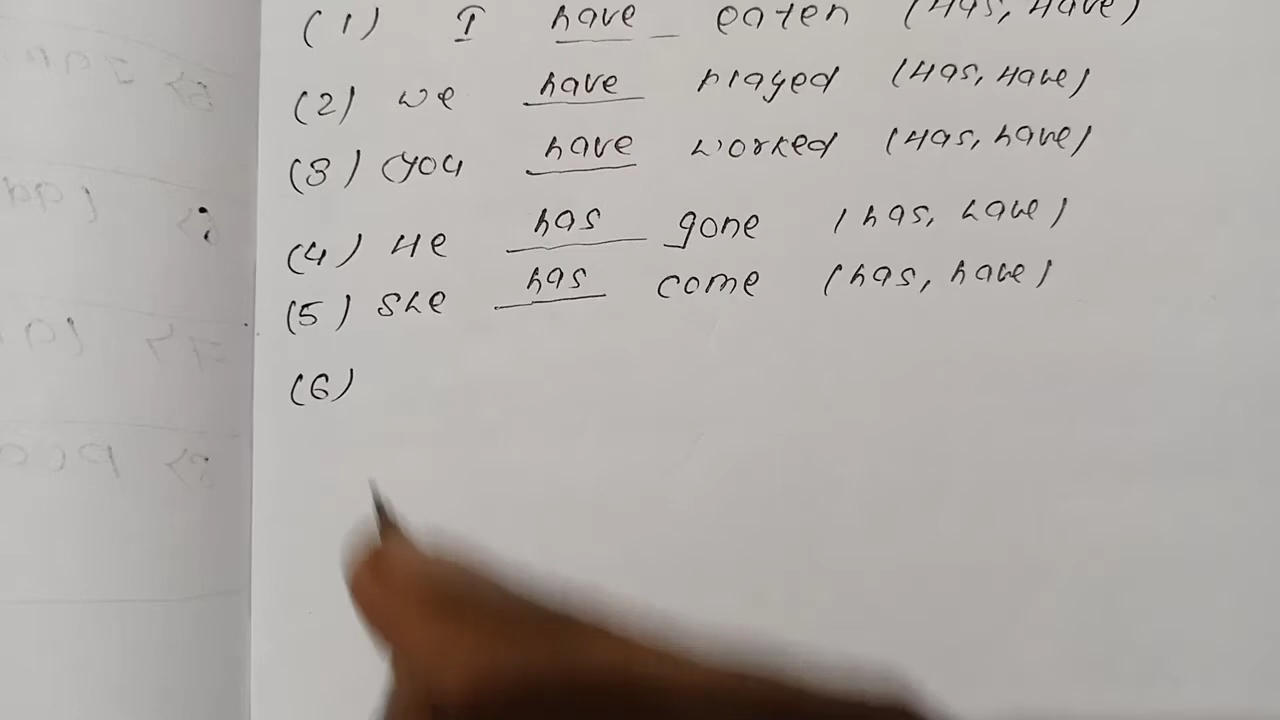 (1) I have eaten (Has, Have)
(2) we have played (Has, Have)
(3) you have worked (Has, have)
(4) He has gone (has, have)
(5) She has come (has, have)
(6)